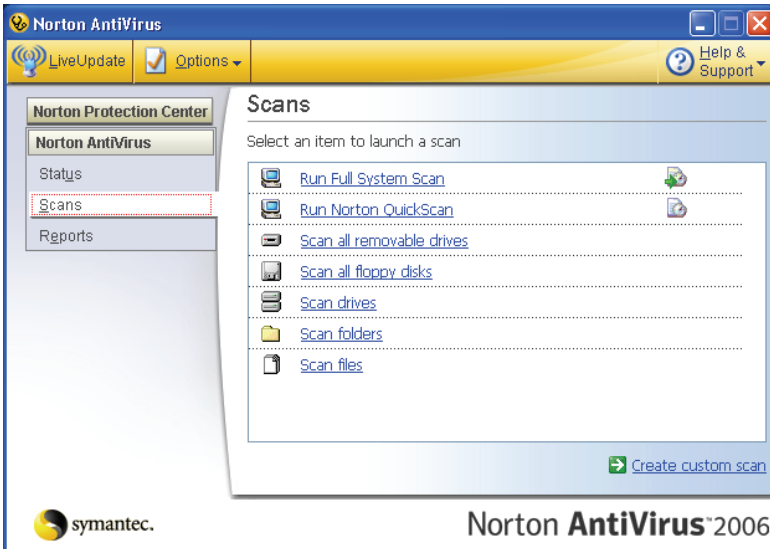 Norton AntiVirus
LiveUpdate
Options
Help &
Support
Norton Protection Center
Norton AntiVirus
Status
Scans
Reports
Scans
Select an item to launch a scan
Run Full System Scan
Run Norton QuickScan
Scan all removable drives
Scan all floppy disks
Scan drives
Scan folders
Scan files
Create custom scan
symantec.
Norton AntiVirus™2006